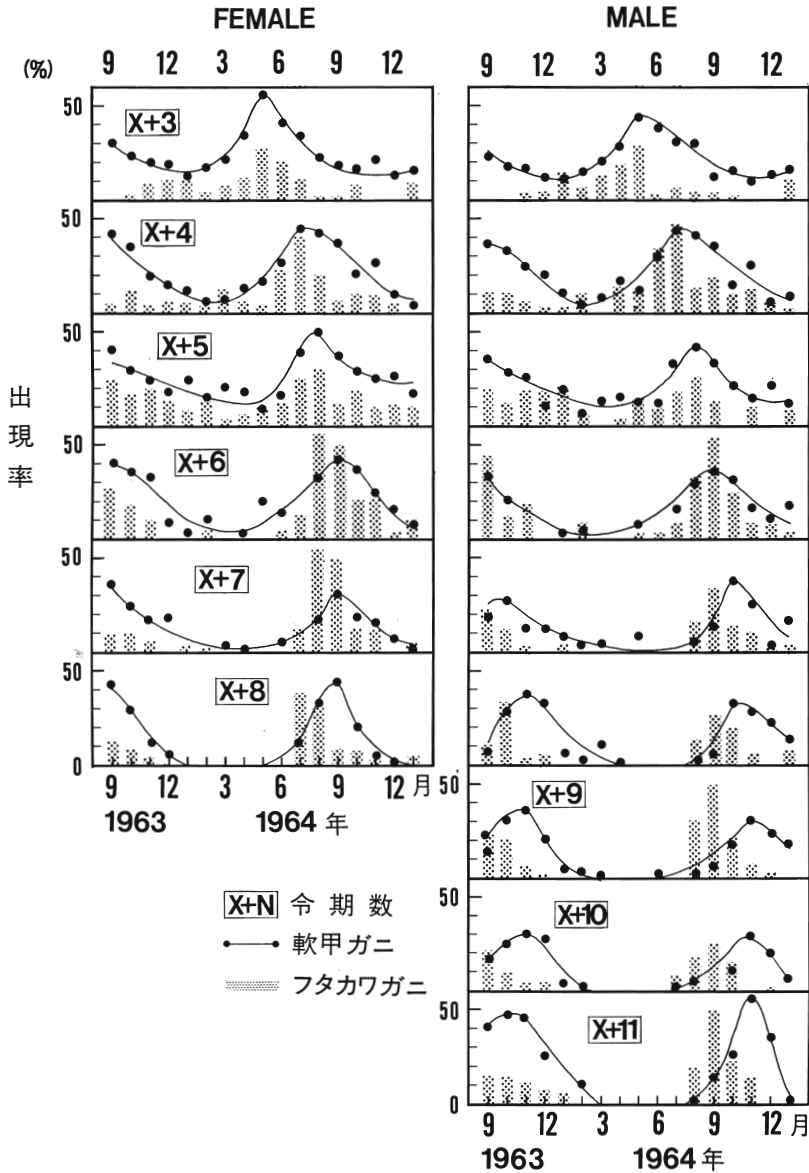 FEMALE MALE
9 12 3 6 9 12 9 12 3 6 9 12
(%)
50 X+3
50 X+4
50 X+5
50 X+6
50 X+7
50 X+8
0
9 12 3 6 9 12 月
1963 1964 年
出現率
50 X+9
50 X+10
50 X+11
0
9 12 3 6 9 12 月
1963 1964 年
X+N 令期数
軟甲ガニ
フタカワガニ